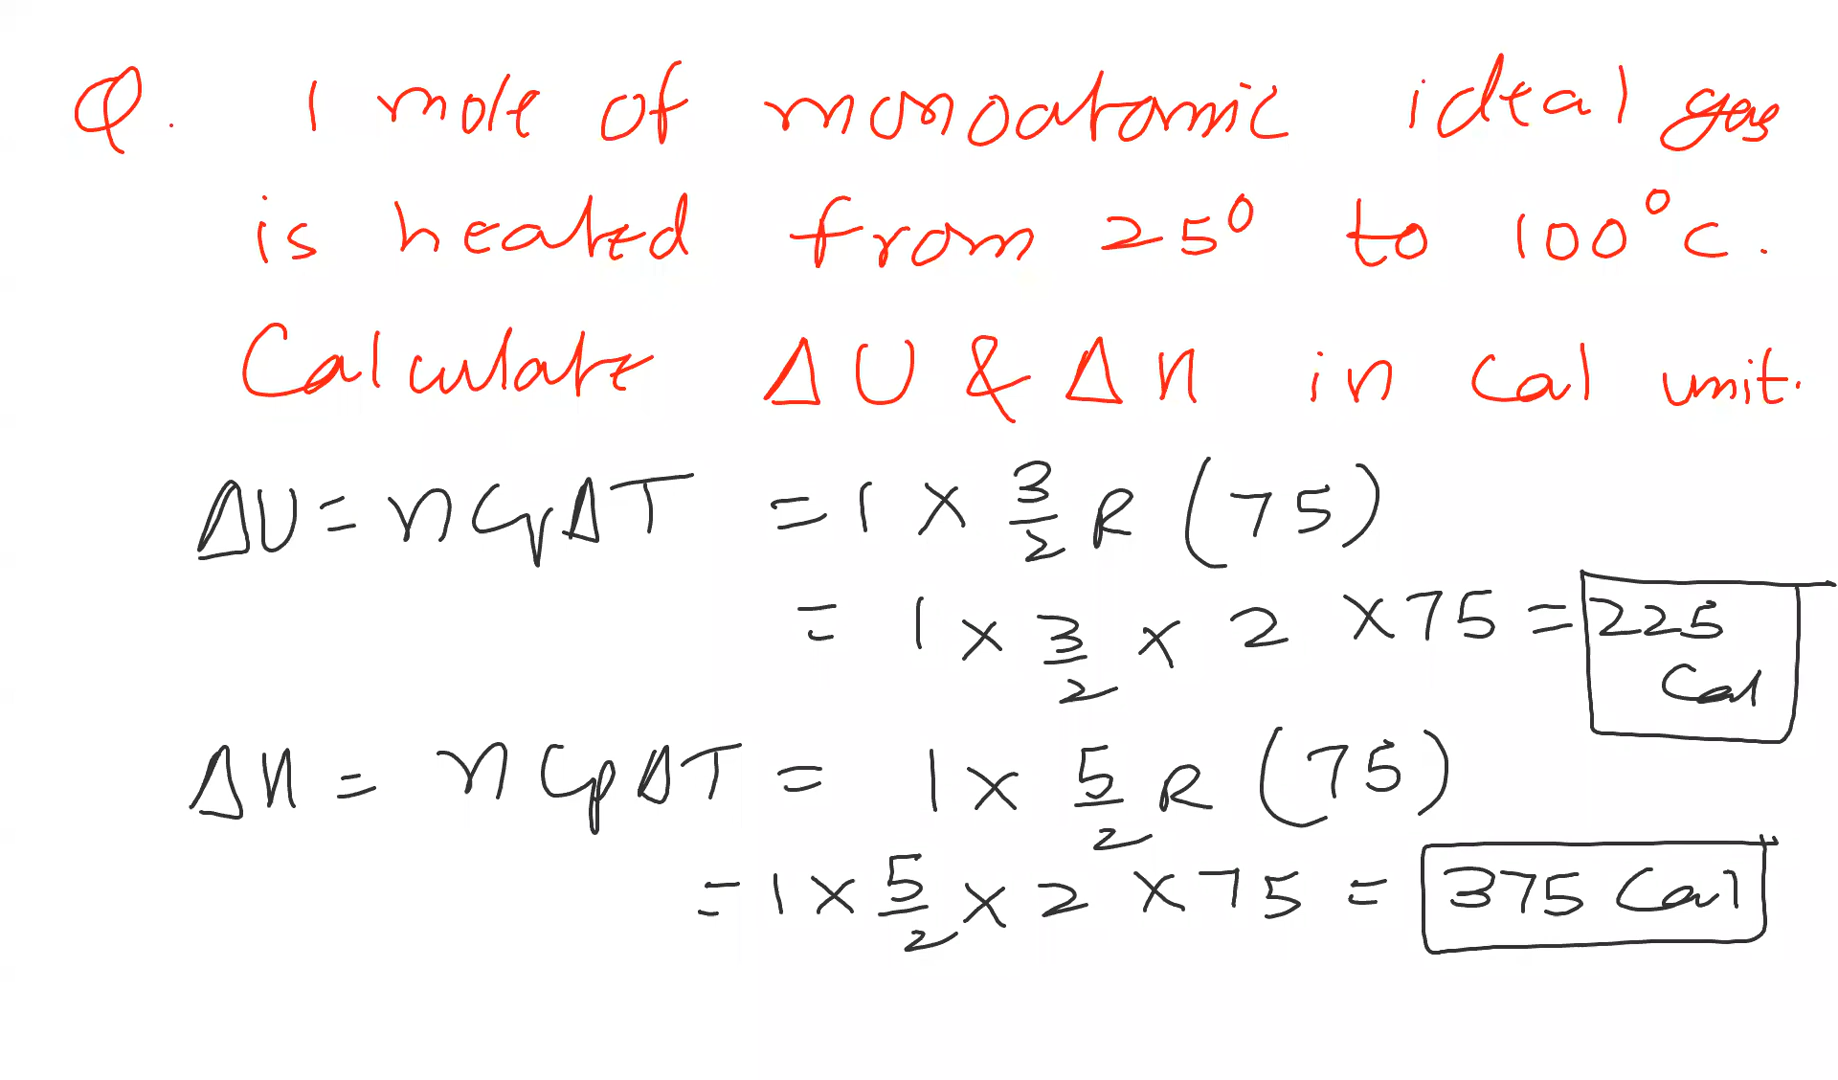 Q. 1 mole of monoatomic ideal gas
is heated from 25° to 100°C.
Calculate ΔU & ΔH in Cal unit.
ΔU = nCvΔT = 1 × 3/2 R (75)
= 1 × 3/2 × 2 × 75 = 225 Cal
ΔH = nCpΔT = 1 × 5/2 R (75)
= 1 × 5/2 × 2 × 75 = 375 Cal